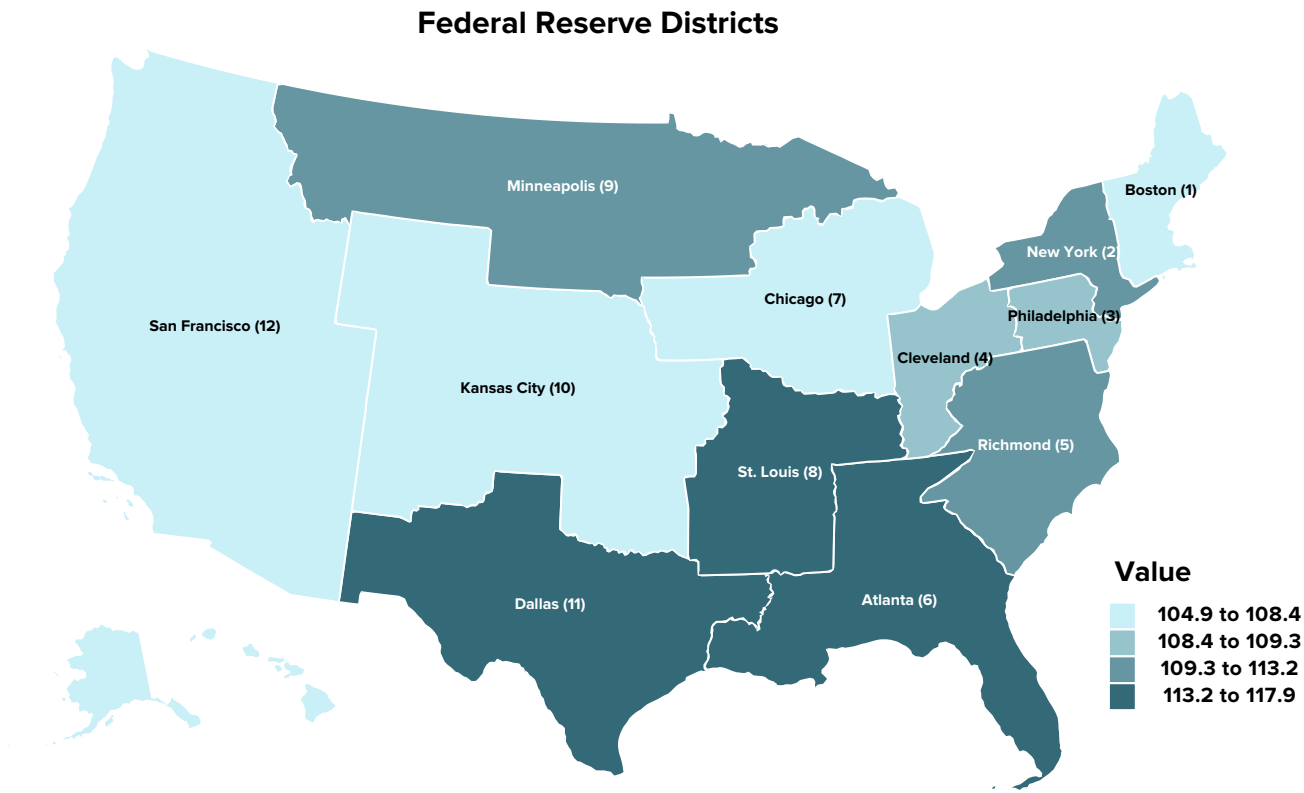 Federal Reserve Districts
Minneapolis (9)
Boston (1)
New York (2)
Chicago (7)
Philadelphia (3)
San Francisco (12)
Cleveland (4)
Kansas City (10)
Richmond (5)
St. Louis (8)
Dallas (11)
Atlanta (6)
Value
104.9 to 108.4
108.4 to 109.3
109.3 to 113.2
113.2 to 117.9